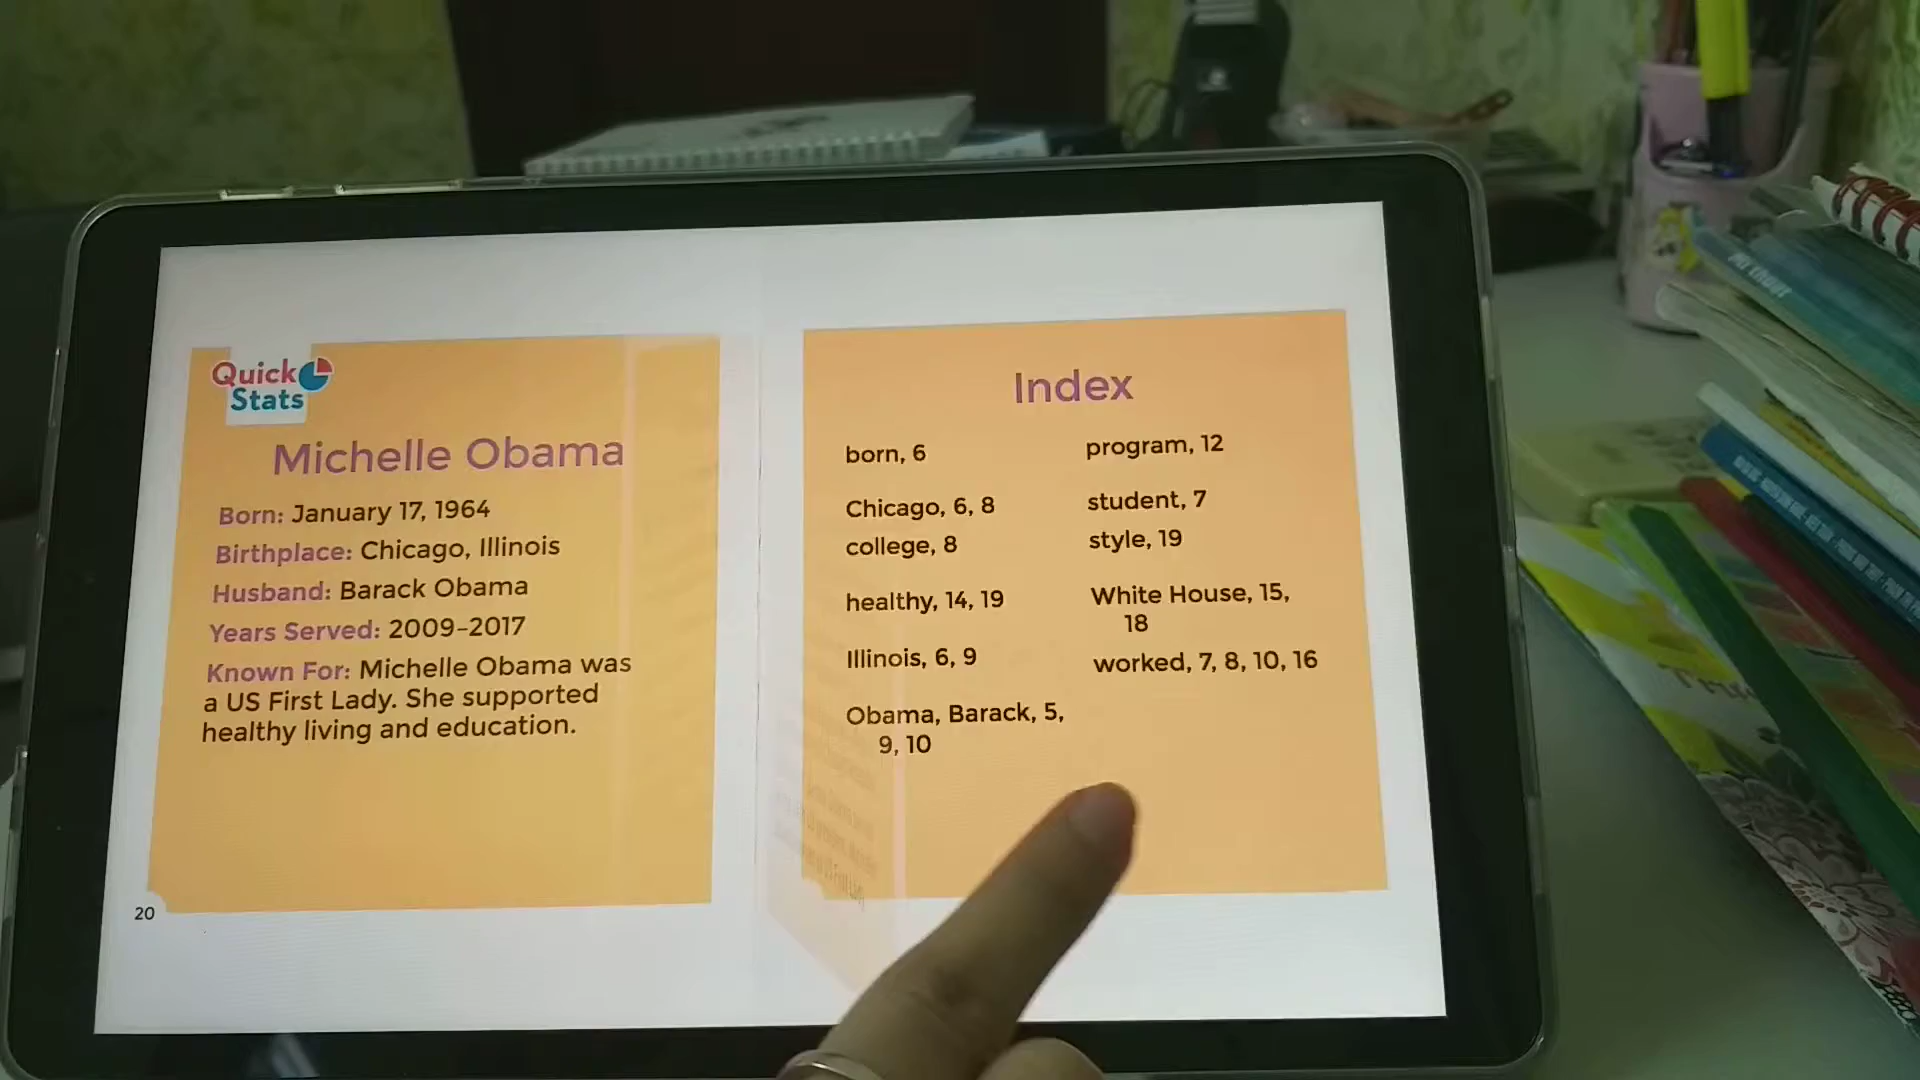 Quick
Stats
Michelle Obama
Born: January 17, 1964
Birthplace: Chicago, Illinois
Husband: Barack Obama
Years Served: 2009–2017
Known For: Michelle Obama was
a US First Lady. She supported
healthy living and education.
20
Index
born, 6
Chicago, 6, 8
college, 8
healthy, 14, 19
Illinois, 6, 9
Obama, Barack, 5,
9, 10
program, 12
student, 7
style, 19
White House, 15,
18
worked, 7, 8, 10, 16